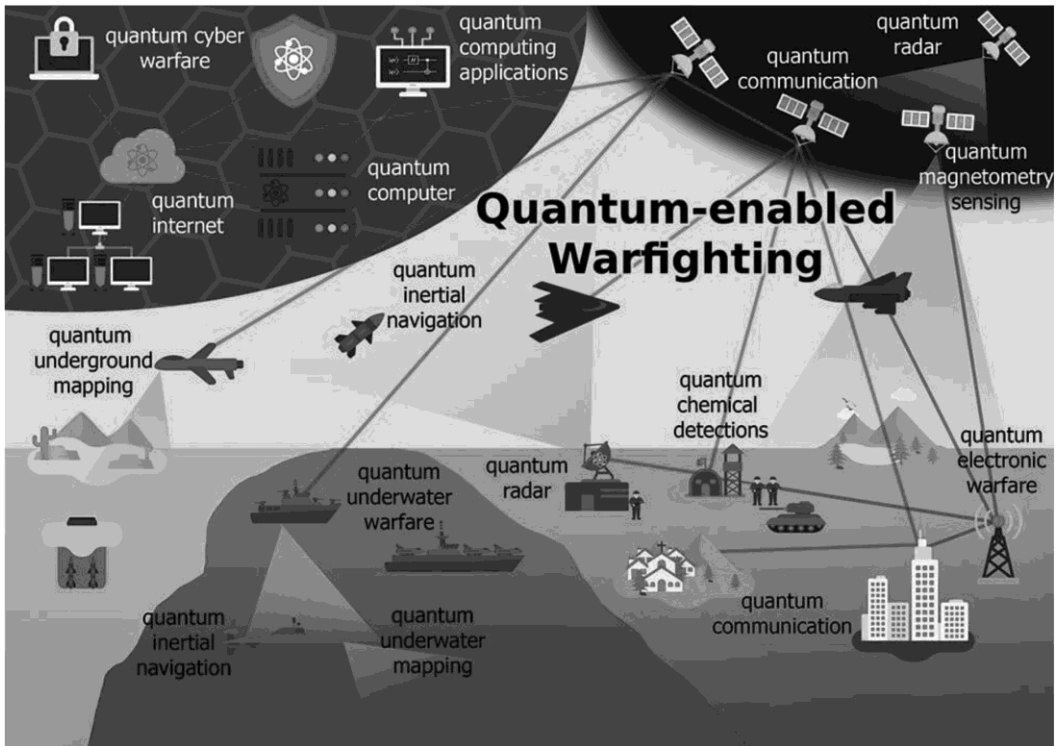 quantum cyber
warfare
quantum
computing
applications
quantum
communication
quantum
radar
quantum
internet
quantum
computer
quantum
magnetometry
sensing
Quantum-enabled
Warfighting
quantum
inertial
navigation
quantum
underground
mapping
quantum
chemical
detections
quantum
electronic
warfare
quantum
underwater
warfare
quantum
radar
quantum
inertial
navigation
quantum
underwater
mapping
quantum
communication